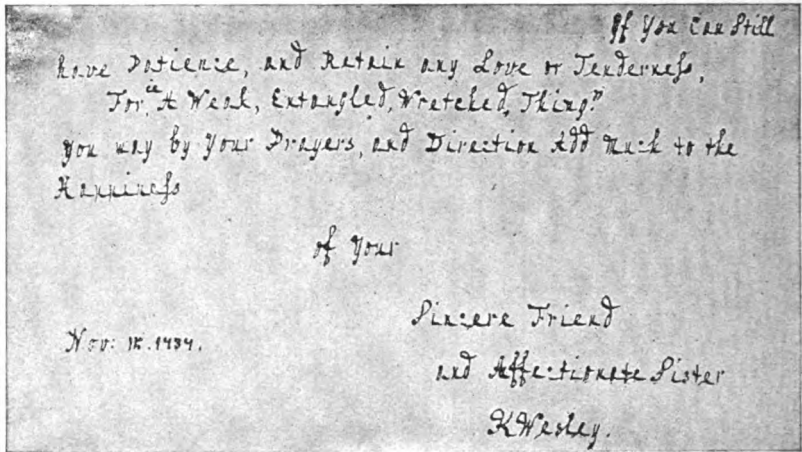 If You Can Still
have Patience, and Retain any Love or Tenderness,
For, "A Weak, Entangled, Wretched, Thing"
you may by Your Prayers, and Direction Add Much to the
Happiness
of Your
Sincere Friend
Nov: 1734.
and Affectionate Sister
KWesley.